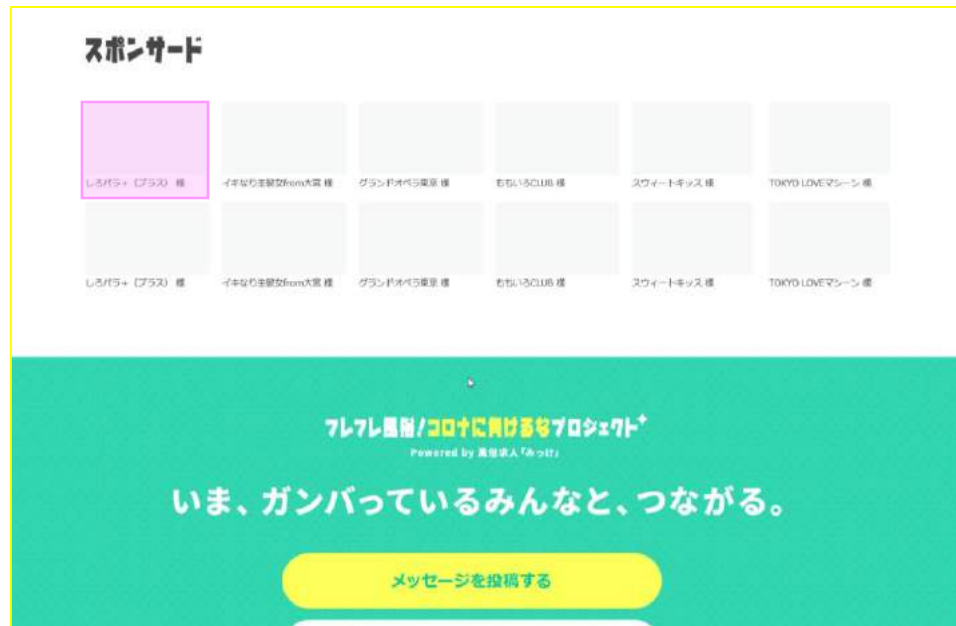 スポンサード
しろパラ+（プラス） 様
イキなり生彼女from大宮 様
グランドオペラ東京 様
ももいろCLUB 様
スウィートキッス 様
TOKYO LOVEマシーン 様
しろパラ+（プラス） 様
イキなり生彼女from大宮 様
グランドオペラ東京 様
ももいろCLUB 様
スウィートキッス 様
TOKYO LOVEマシーン 様
フレフレ風俗!コロナに負けるなプロジェクト+
Powered by 風俗求人「みっけ」
いま、ガンバっているみんなと、つながる。
メッセージを投稿する